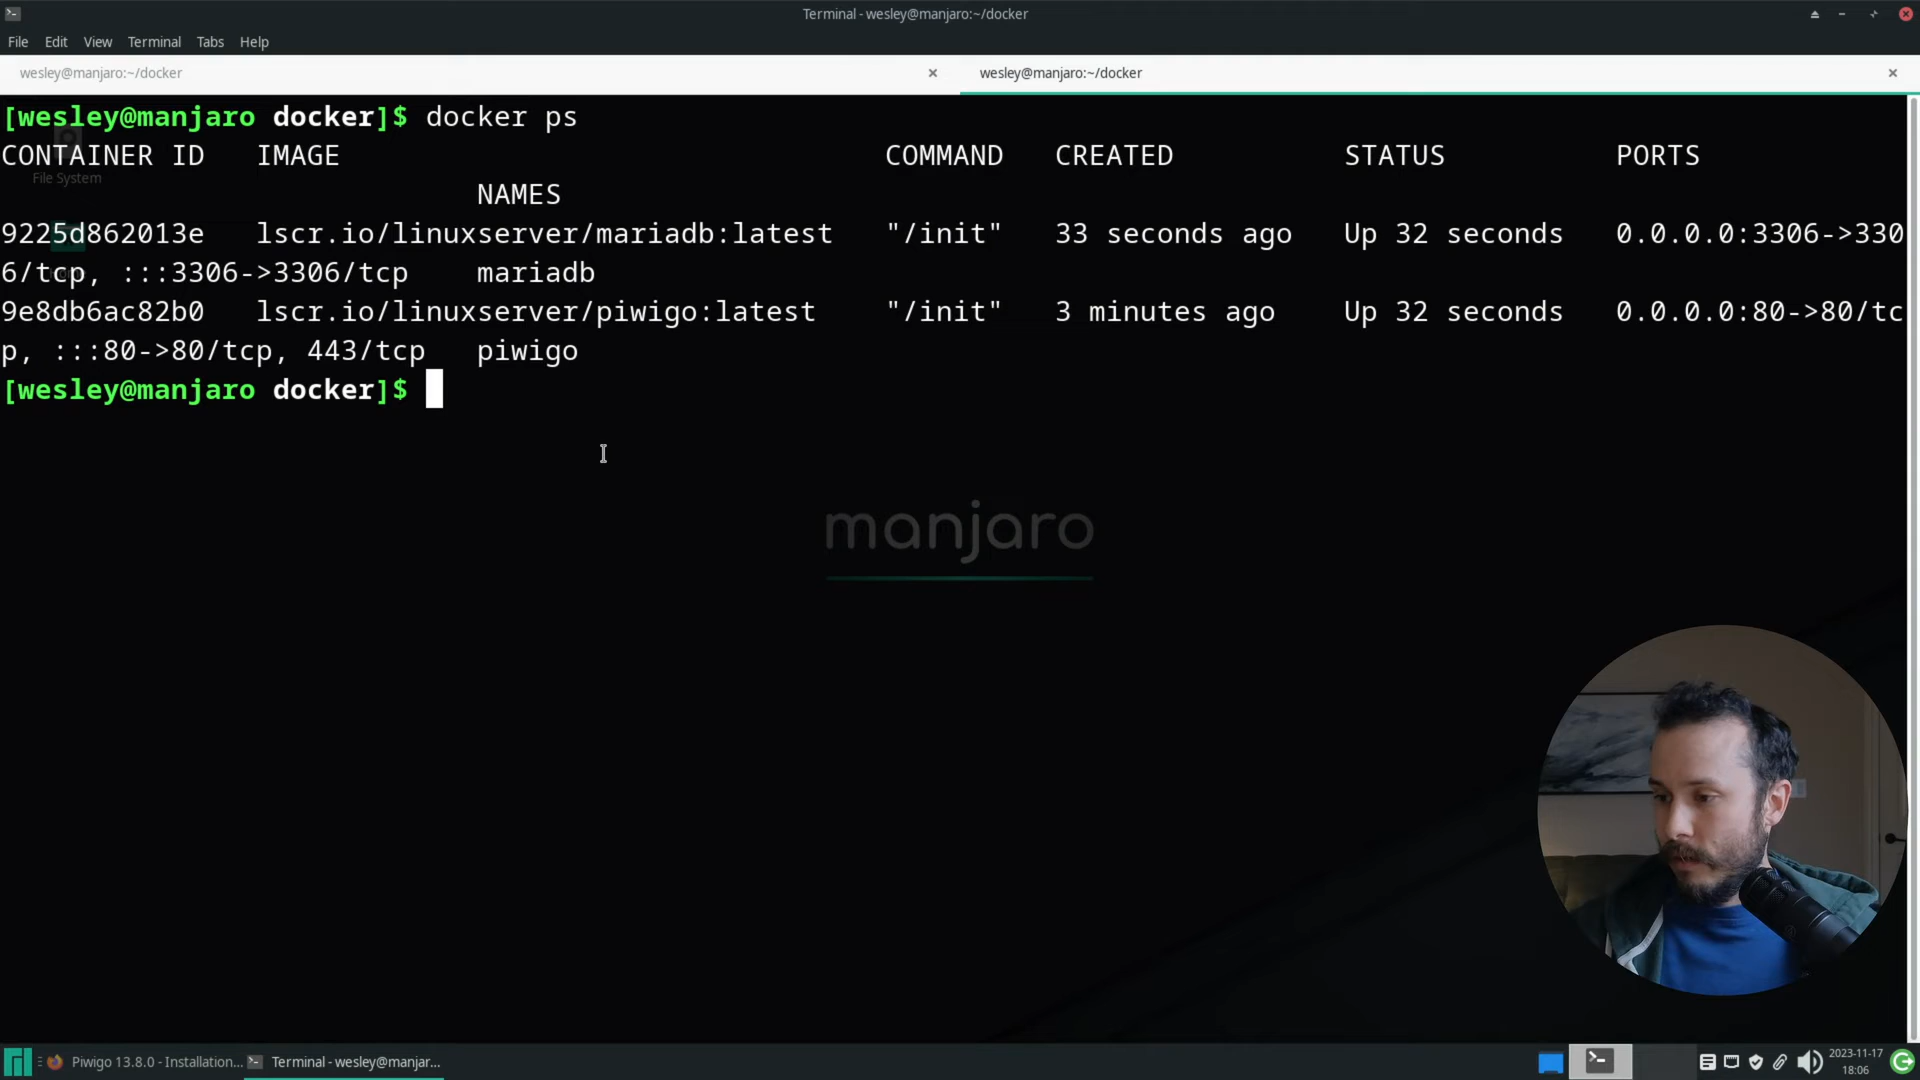 Terminal - wesley@manjaro:~/docker
File Edit View Terminal Tabs Help
wesley@manjaro:~/docker
wesley@manjaro:~/docker
[wesley@manjaro docker]$ docker ps
CONTAINER ID   IMAGE                                COMMAND   CREATED          STATUS          PORTS
File System
NAMES
9225d862013e   lscr.io/linuxserver/mariadb:latest   "/init"   33 seconds ago   Up 32 seconds   0.0.0.0:3306->330
6/tcp, :::3306->3306/tcp    mariadb
9e8db6ac82b0   lscr.io/linuxserver/piwigo:latest    "/init"   3 minutes ago    Up 32 seconds   0.0.0.0:80->80/tc
p, :::80->80/tcp, 443/tcp   piwigo
[wesley@manjaro docker]$
manjaro
Piwigo 13.8.0 - Installation... Terminal - wesley@manjar...
2023-11-17
18:06